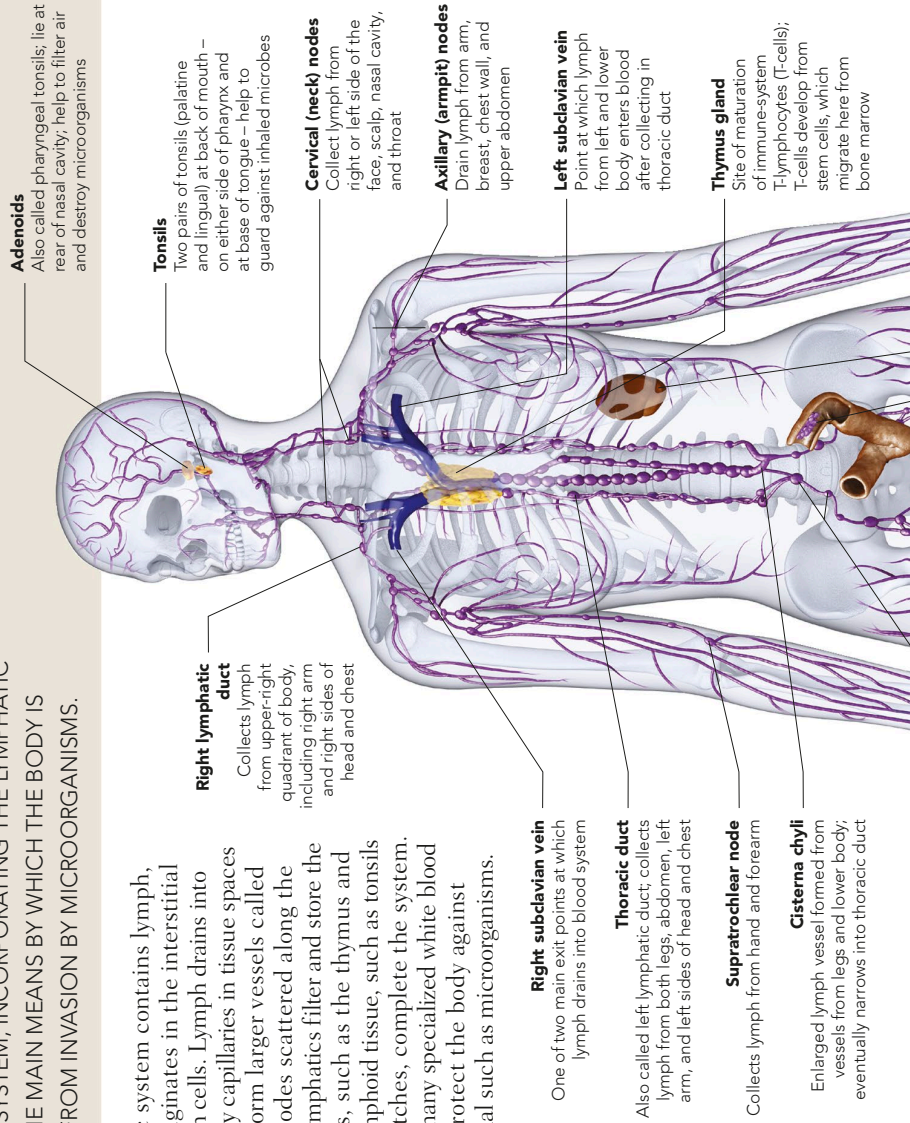 SYSTEM, INCORPORATING THE LYMPHATIC
MAIN MEANS BY WHICH THE BODY IS
FROM INVASION BY MICROORGANISMS.
system contains lymph,
in the interstitial
cells. Lymph drains into
capillaries in tissue spaces
larger vessels called
scattered along the
filter and store the
such as the thymus and
tissue, such as tonsils
complete the system.
specialized white blood
the body against
such as microorganisms.
Right lymphatic
duct
Collects lymph
from upper-right
quadrant of body,
including right arm
and right sides of
head and chest
Right subclavian vein
One of two main exit points at which
lymph drains into blood system
Thoracic duct
Also called left lymphatic duct; collects
lymph from both legs, abdomen, left
arm, and left sides of head and chest
Supratrochlear node
Collects lymph from hand and forearm
Cisterna chyli
Enlarged lymph vessel formed from
vessels from legs and lower body;
eventually narrows into thoracic duct
Adenoids
Also called pharyngeal tonsils; lie at
rear of nasal cavity; help to filter air
and destroy microorganisms
Tonsils
Two pairs of tonsils (palatine
and lingual) at back of mouth –
on either side of pharynx and
at base of tongue – help to
guard against inhaled microbes
Cervical (neck) nodes
Collect lymph from
right or left side of the
face, scalp, nasal cavity,
and throat
Axillary (armpit) nodes
Drain lymph from arm,
breast, chest wall, and
upper abdomen
Left subclavian vein
Point at which lymph
from left and lower
body enters blood
after collecting in
thoracic duct
Thymus gland
Site of maturation
of immune-system
T-lymphocytes (T-cells);
T-cells develop from
stem cells, which
migrate here from
bone marrow